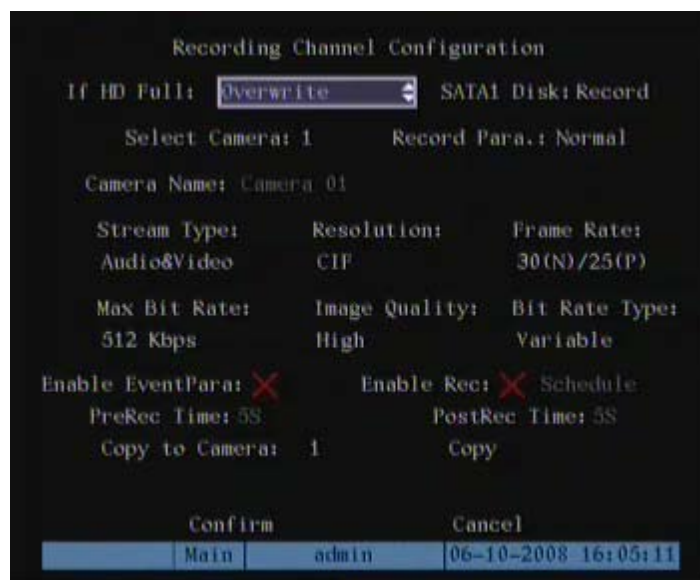 Recording Channel Configuration
If HD Full: Overwrite SATA1 Disk: Record
Select Camera: 1 Record Para.: Normal
Camera Name: Camera 01
Stream Type: Resolution: Frame Rate:
Audio&Video CIF 30(N)/25(P)
Max Bit Rate: Image Quality: Bit Rate Type:
512 Kbps High Variable
Enable EventPara: Enable Rec: Schedule
PreRec Time: 5S PostRec Time: 5S
Copy to Camera: 1 Copy
Confirm Cancel
Main admin 06-10-2008 16:05:11